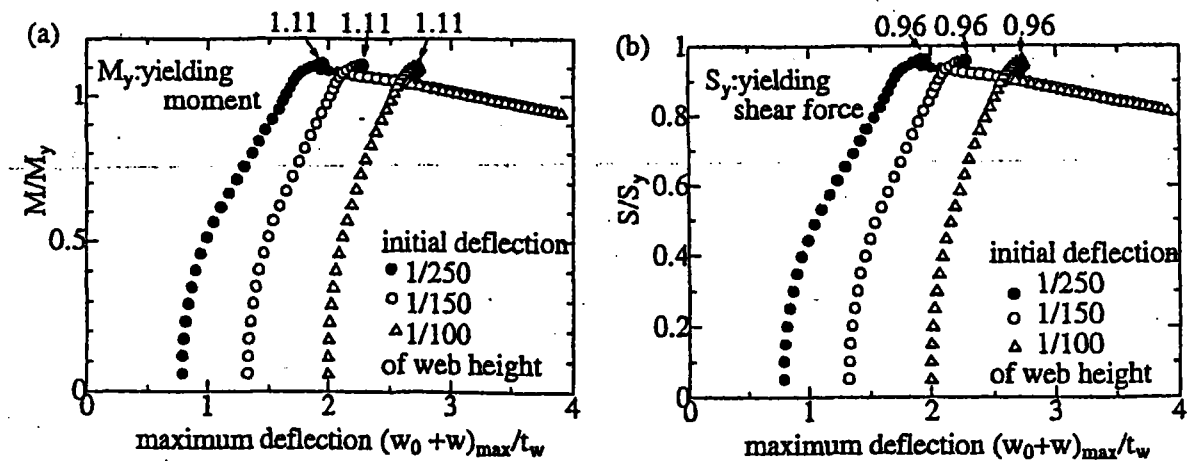 (a)
1.11 1.11 1.11
M_y:yielding
moment
M/M_y
1
0.5
0
initial deflection
● 1/250
○ 1/150
△ 1/100
of web height
0 1 2 3 4
maximum deflection (w_0 +w)_max/t_w
(b)
0.96 0.96 0.96
S_y:yielding
shear force
S/S_y
1
0.8
0.6
0.4
0.2
0
initial deflection
● 1/250
○ 1/150
△ 1/100
of web height
0 1 2 3 4
maximum deflection (w_0+w)_max/t_w